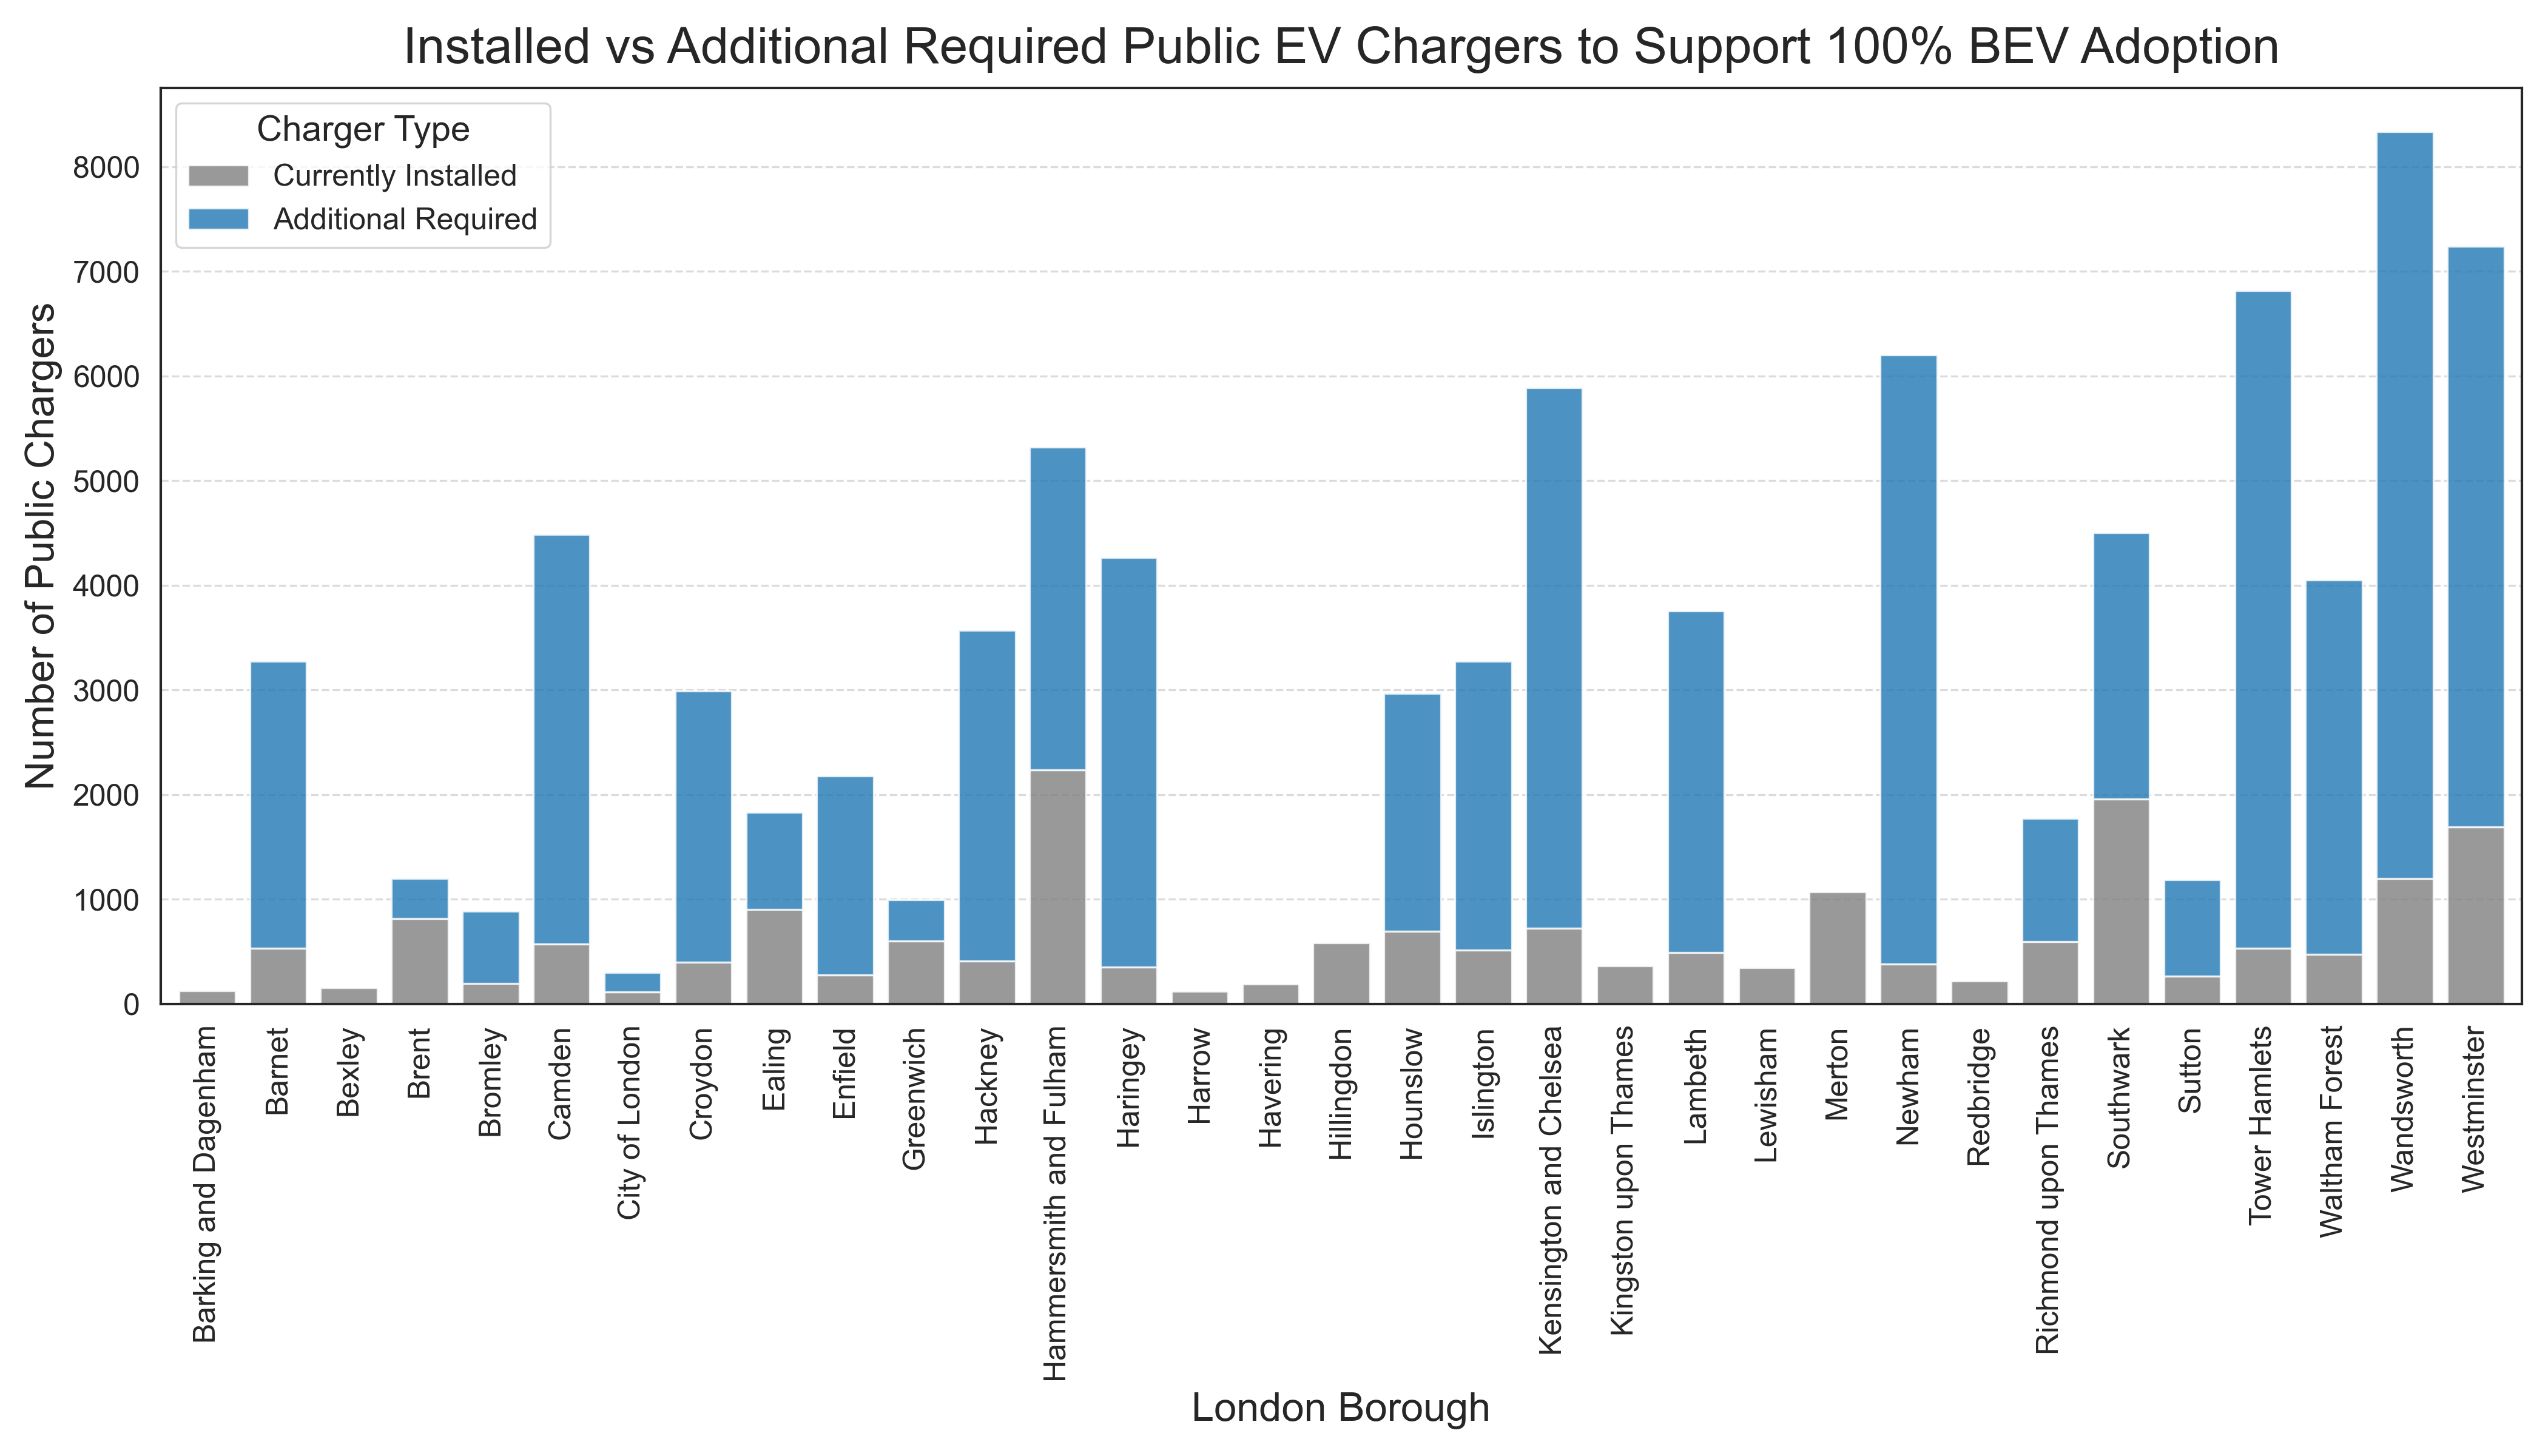 Installed vs Additional Required Public EV Chargers to Support 100% BEV Adoption
Charger Type
Currently Installed
Additional Required
Number of Public Chargers
8000
7000
6000
5000
4000
3000
2000
1000
0
Barking and Dagenham
Barnet
Bexley
Brent
Bromley
Camden
City of London
Croydon
Ealing
Enfield
Greenwich
Hackney
Hammersmith and Fulham
Haringey
Harrow
Havering
Hillingdon
Hounslow
Islington
Kensington and Chelsea
Kingston upon Thames
Lambeth
Lewisham
Merton
Newham
Redbridge
Richmond upon Thames
Southwark
Sutton
Tower Hamlets
Waltham Forest
Wandsworth
Westminster
London Borough